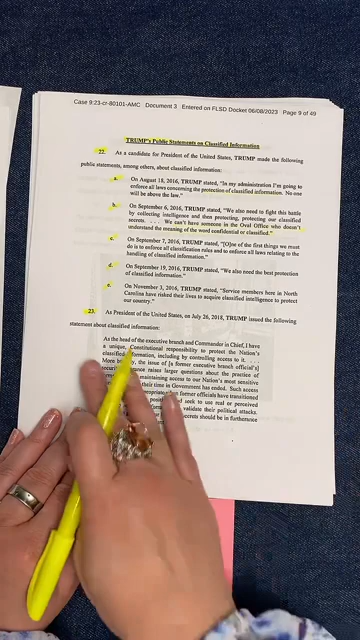 Case 9:23-cr-80101-AMC Document 3 Entered on FLSD Docket 06/08/2023 Page 9 of 49
TRUMP's Public Statements on Classified Information
22. As a candidate for President of the United States, TRUMP made the following
public statements, among others, about classified information:
a. On August 18, 2016, TRUMP stated, "In my administration I'm going to
enforce all laws concerning the protection of classified information. No one
will be above the law."
b. On September 6, 2016, TRUMP stated, "We also need to fight this battle
by collecting intelligence and then protecting, protecting our classified
secrets. . . . We can't have someone in the Oval Office who doesn't
understand the meaning of the word confidential or classified."
c. On September 7, 2016, TRUMP stated, "[O]ne of the first things we must
do is to enforce all classification rules and to enforce all laws relating to the
handling of classified information."
d. On September 19, 2016, TRUMP stated, "We also need the best protection
of classified information."
e. On November 3, 2016, TRUMP stated, "Service members here in North
Carolina have risked their lives to acquire classified intelligence to protect
our country."
23. As President of the United States, on July 26, 2018, TRUMP issued the following
statement about classified information:
As the head of the executive branch and Commander in Chief, I have
a unique, Constitutional responsibility to protect the Nation's
classified information, including by controlling access to it. . . .
More the issue of [a former executive branch official's]
raises larger questions about the practice of
maintaining access to our Nation's most sensitive
their time in Government has ended. Such access
former officials have transitioned
seek to use real or perceived
validate their political attacks.
secrets should be in furtherance